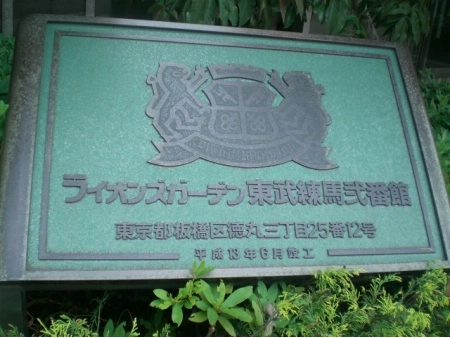 ライオンズガーデン東武練馬弐番館
東京都板橋区徳丸三丁目25番12号
平成10年6月竣工